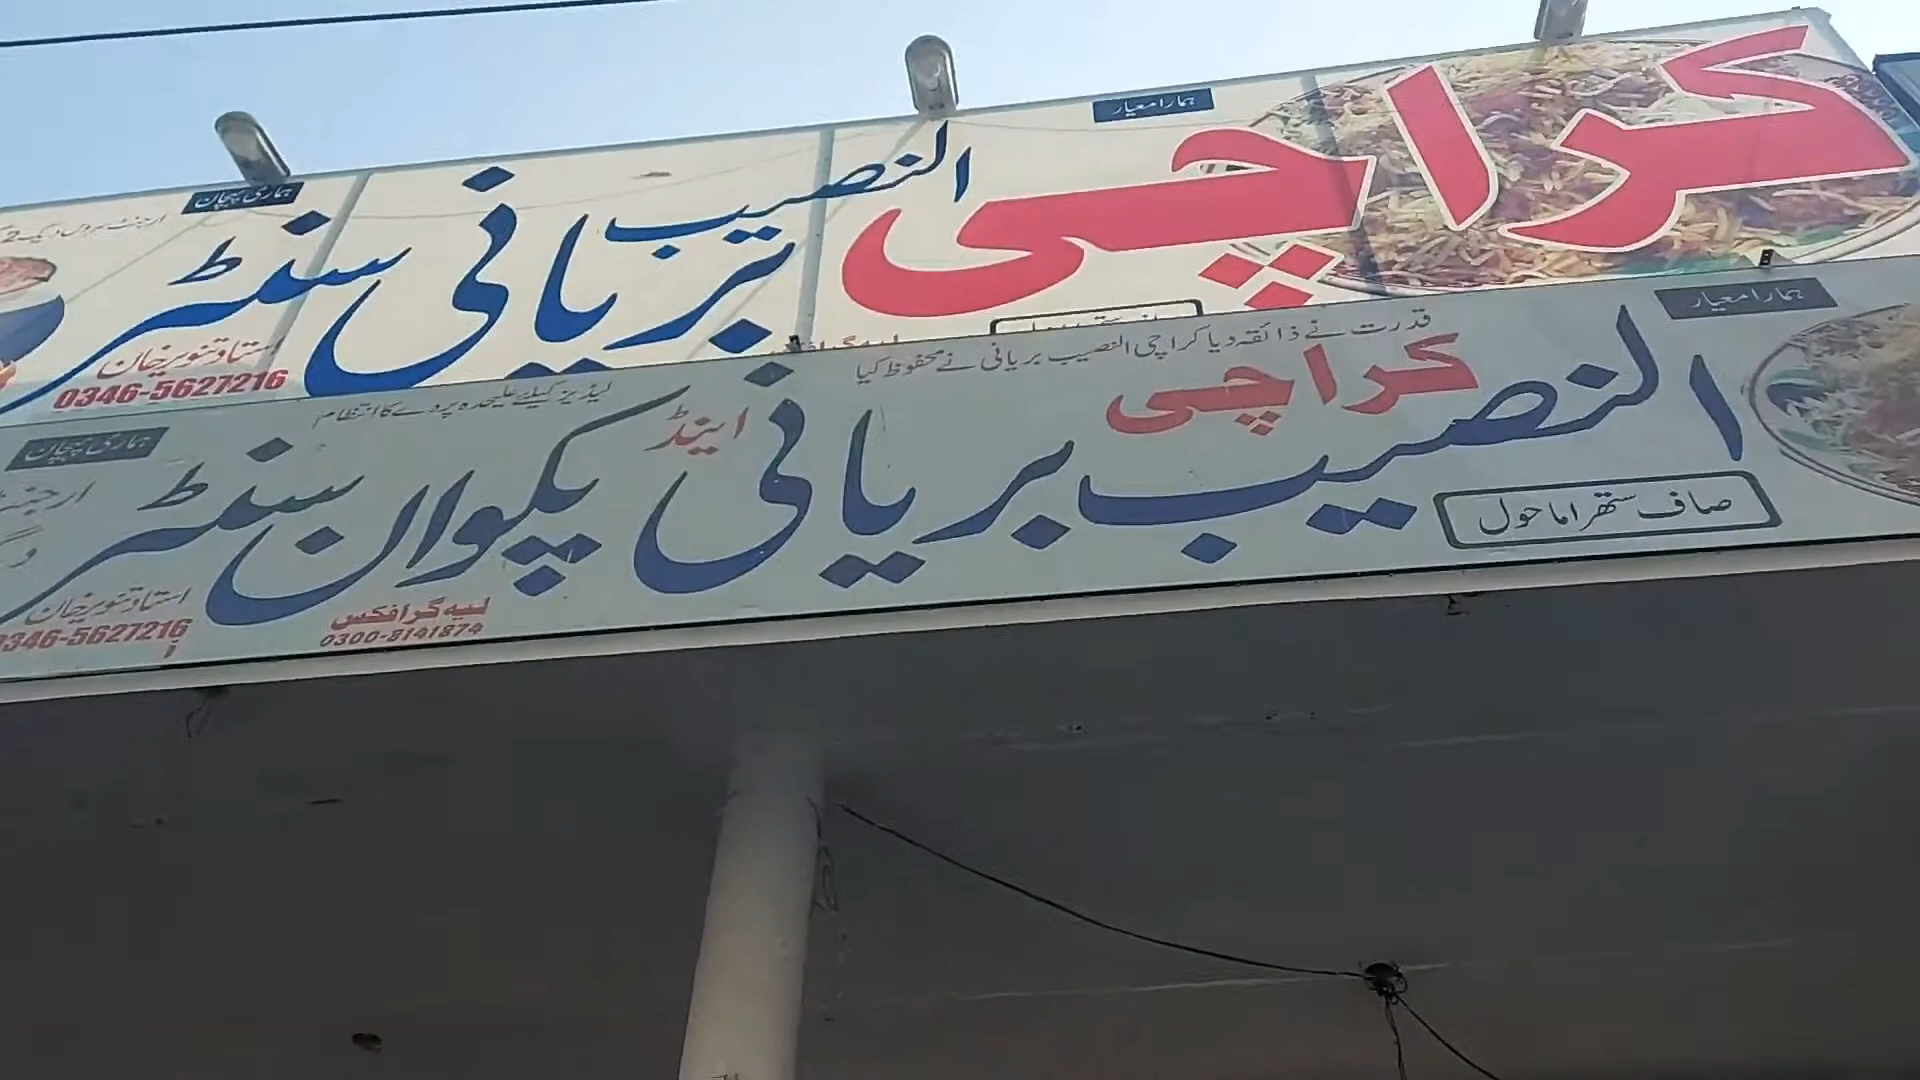 ہمارا معیار
کراچی
النصیب
بریانی سنٹر
ہماری پہچان
استاد تنویر خان
0346-5627216
ہمارا معیار
قدرت نے ذائقہ دیا کراچی النصیب بریانی نے محفوظ کیا
کراچی
النصیب بریانی اینڈ پکوان سنٹر
لیڈیز کیلئے علیحدہ پردے کا انتظام
ہماری پہچان
صاف ستھرا ماحول
استاد تنویر خان
0346-5627216
لیہ گرافکس
0300-8141874